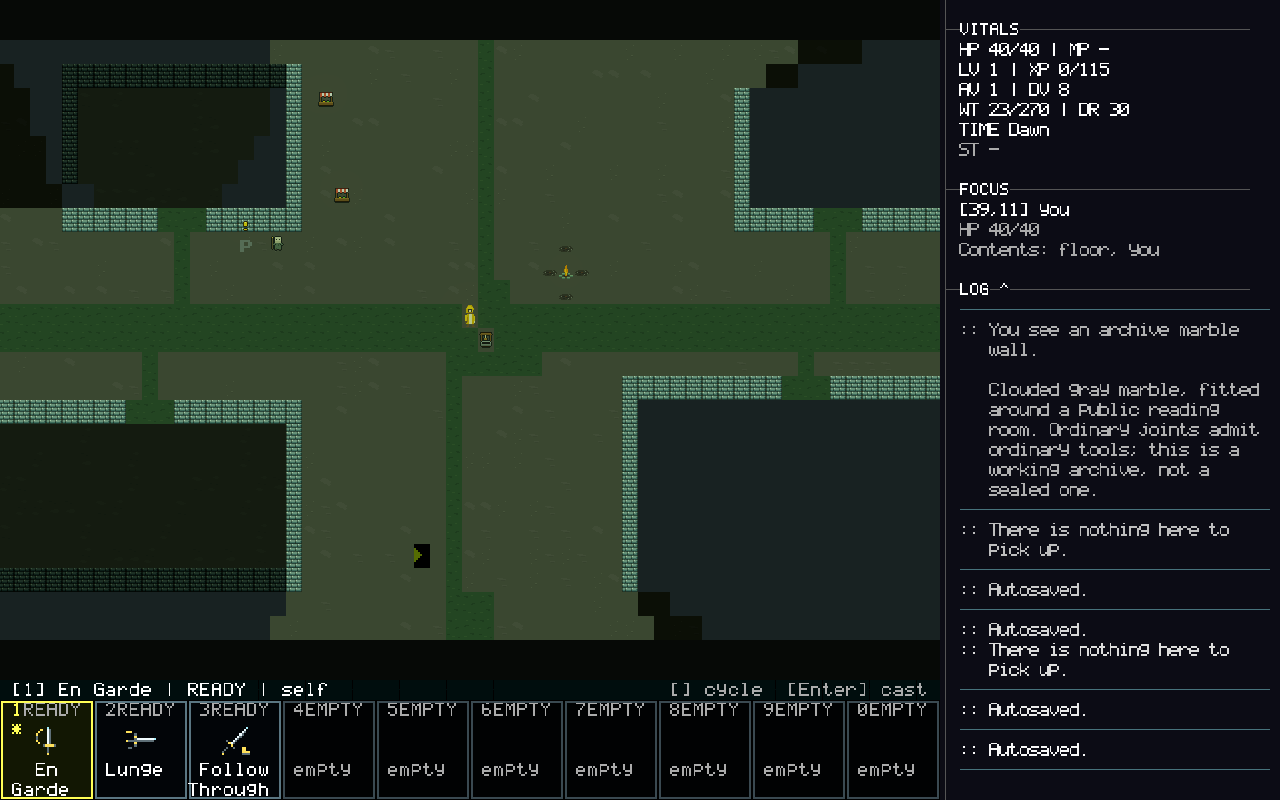 VITALS
HP 40/40 | MP -
LV 1 | XP 0/115
AV 1 | DV 8
WT 23/270 | DR 30
TIME Dawn
ST -
FOCUS
[39,11] You
HP 40/40
Contents: floor, You
LOG ^
:: You see an archive marble
wall.
Clouded gray marble, fitted
around a Public reading
room. Ordinary joints admit
ordinary tools; this is a
working archive, not a
sealed one.
:: There is nothing here to
Pick uP.
:: Autosaved.
:: Autosaved.
:: There is nothing here to
Pick uP.
:: Autosaved.
:: Autosaved.
P
[1] En Garde | READY | self
[] cycle [Enter] cast
1READY 2READY 3READY 4EMPTY 5EMPTY 6EMPTY 7EMPTY 8EMPTY 9EMPTY 0EMPTY
*
En Lunge Follow emPty emPty emPty emPty emPty emPty emPty
Garde Through